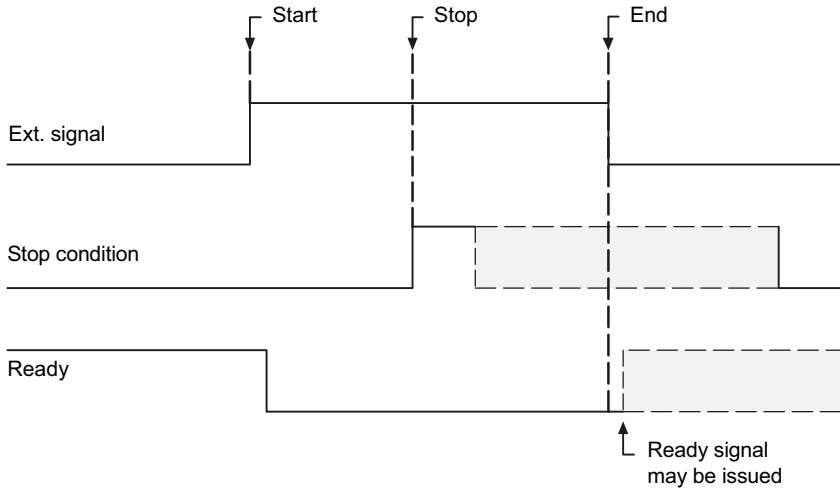 Start
Stop
End
Ext. signal
Stop condition
Ready
Ready signal
may be issued